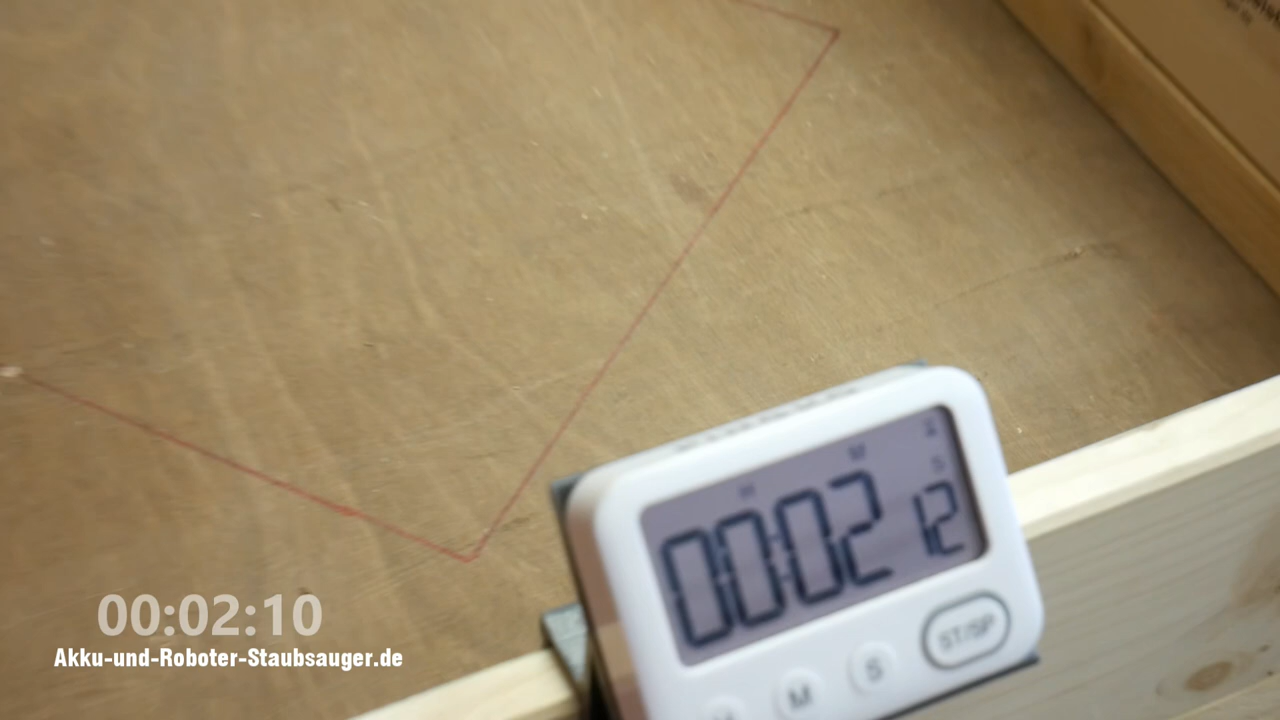 H M S
00:02 12
ST/SP
M S
00:02:10
Akku-und-Roboter-Staubsauger.de